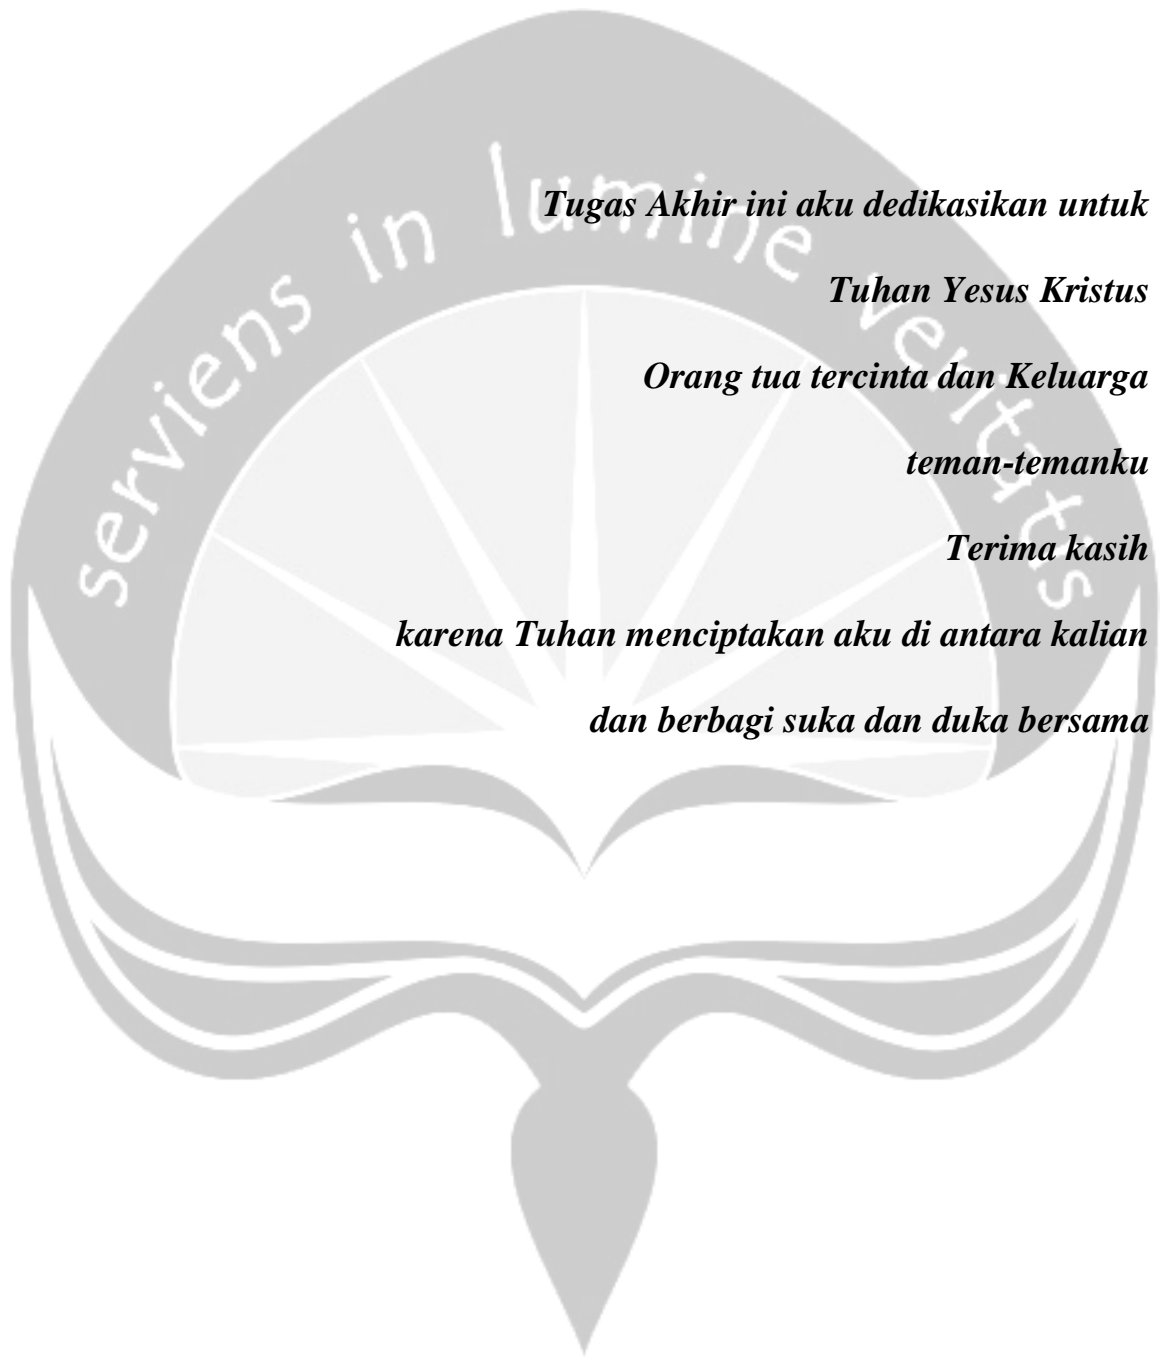 serviens in lumine veritatis
Tugas Akhir ini aku dedikasikan untuk
Tuhan Yesus Kristus
Orang tua tercinta dan Keluarga
teman-temanku
Terima kasih
karena Tuhan menciptakan aku di antara kalian
dan berbagi suka dan duka bersama